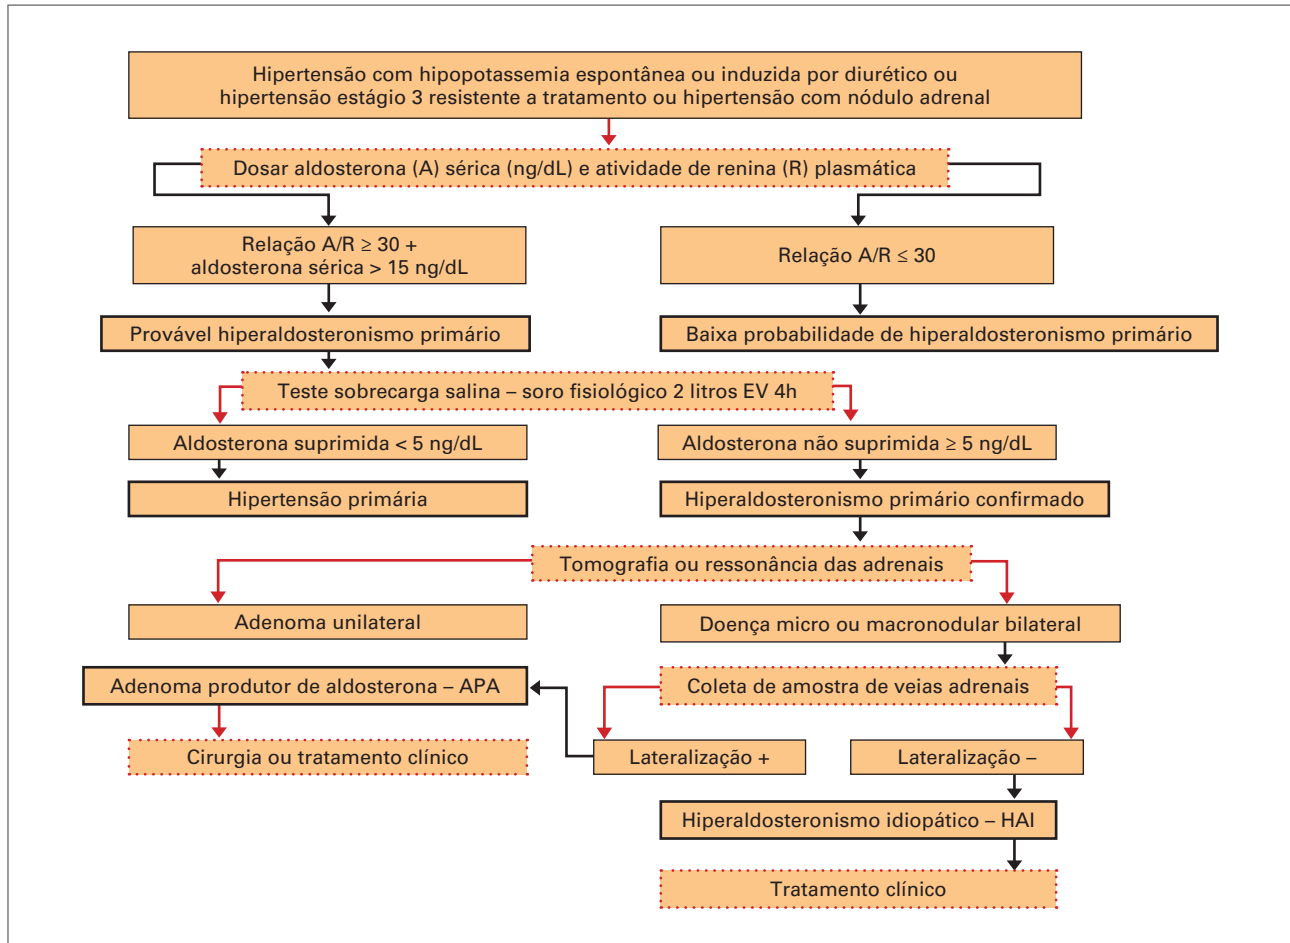 Hipertensão com hipopotassemia espontânea ou induzida por diurético ou
hipertensão estágio 3 resistente a tratamento ou hipertensão com nódulo adrenal
Dosar aldosterona (A) sérica (ng/dL) e atividade de renina (R) plasmática
Relação A/R ≥ 30 +
aldosterona sérica > 15 ng/dL
Relação A/R ≤ 30
Provável hiperaldosteronismo primário
Baixa probabilidade de hiperaldosteronismo primário
Teste sobrecarga salina – soro fisiológico 2 litros EV 4h
Aldosterona suprimida < 5 ng/dL
Aldosterona não suprimida ≥ 5 ng/dL
Hipertensão primária
Hiperaldosteronismo primário confirmado
Tomografia ou ressonância das adrenais
Adenoma unilateral
Doença micro ou macronodular bilateral
Adenoma produtor de aldosterona – APA
Coleta de amostra de veias adrenais
Cirurgia ou tratamento clínico
Lateralização +
Lateralização –
Hiperaldosteronismo idiopático – HAI
Tratamento clínico